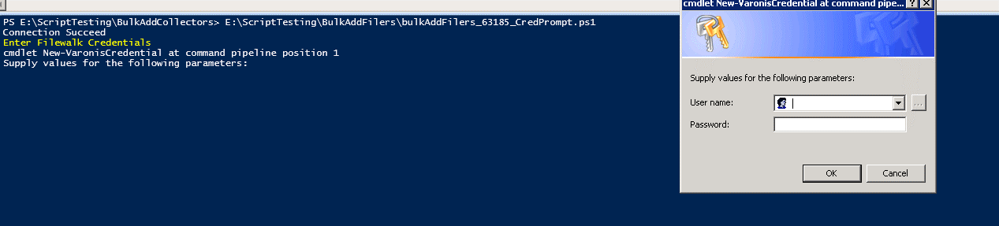 PS E:\ScriptTesting\BulkAddCollectors> E:\ScriptTesting\BulkAddFilers\bulkAddFilers_63185_CredPrompt.ps1
Connection Succeed
Enter Filewalk Credentials
cmdlet New-VaronisCredential at command pipeline position 1
Supply values for the following parameters:
cmdlet New-VaronisCredential at command pipe...
Supply values for the following parameters:
User name:
...
Password:
OK
Cancel